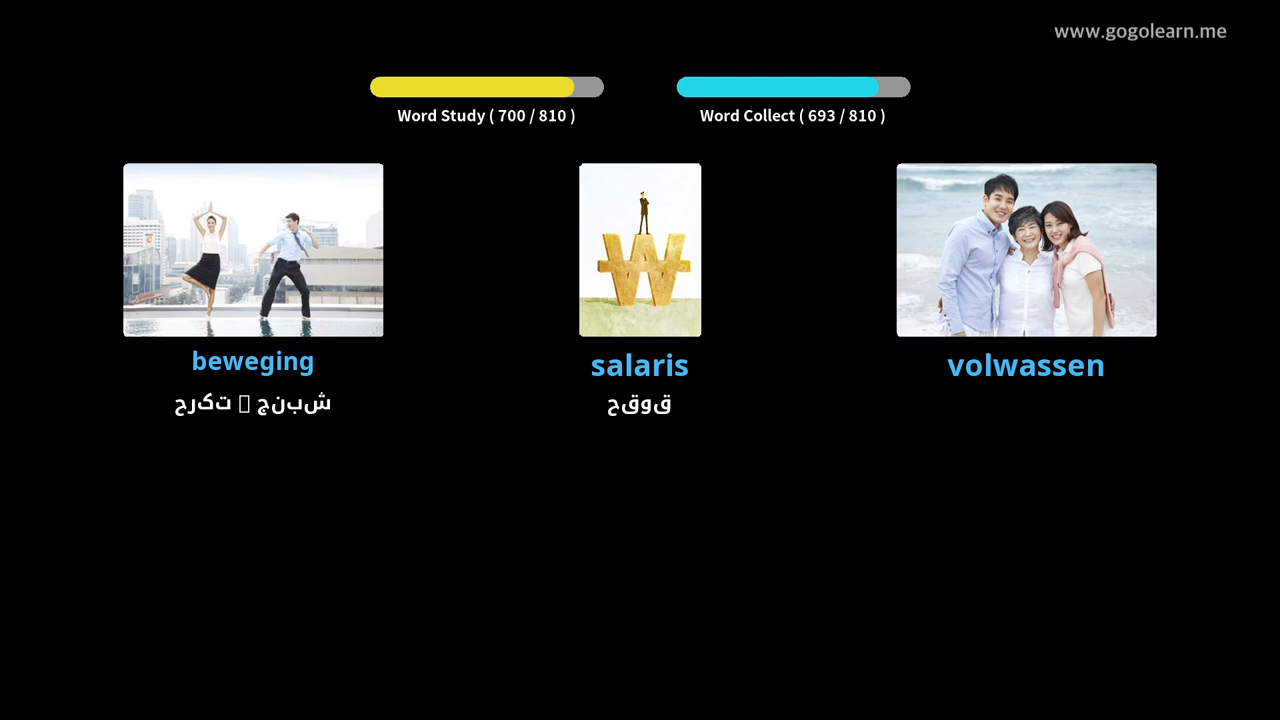 www.gogolearn.me
Word Study ( 700 / 810 )
Word Collect ( 693 / 810 )
beweging
حرکت ▯ جنبش
salaris
حقوق
volwassen